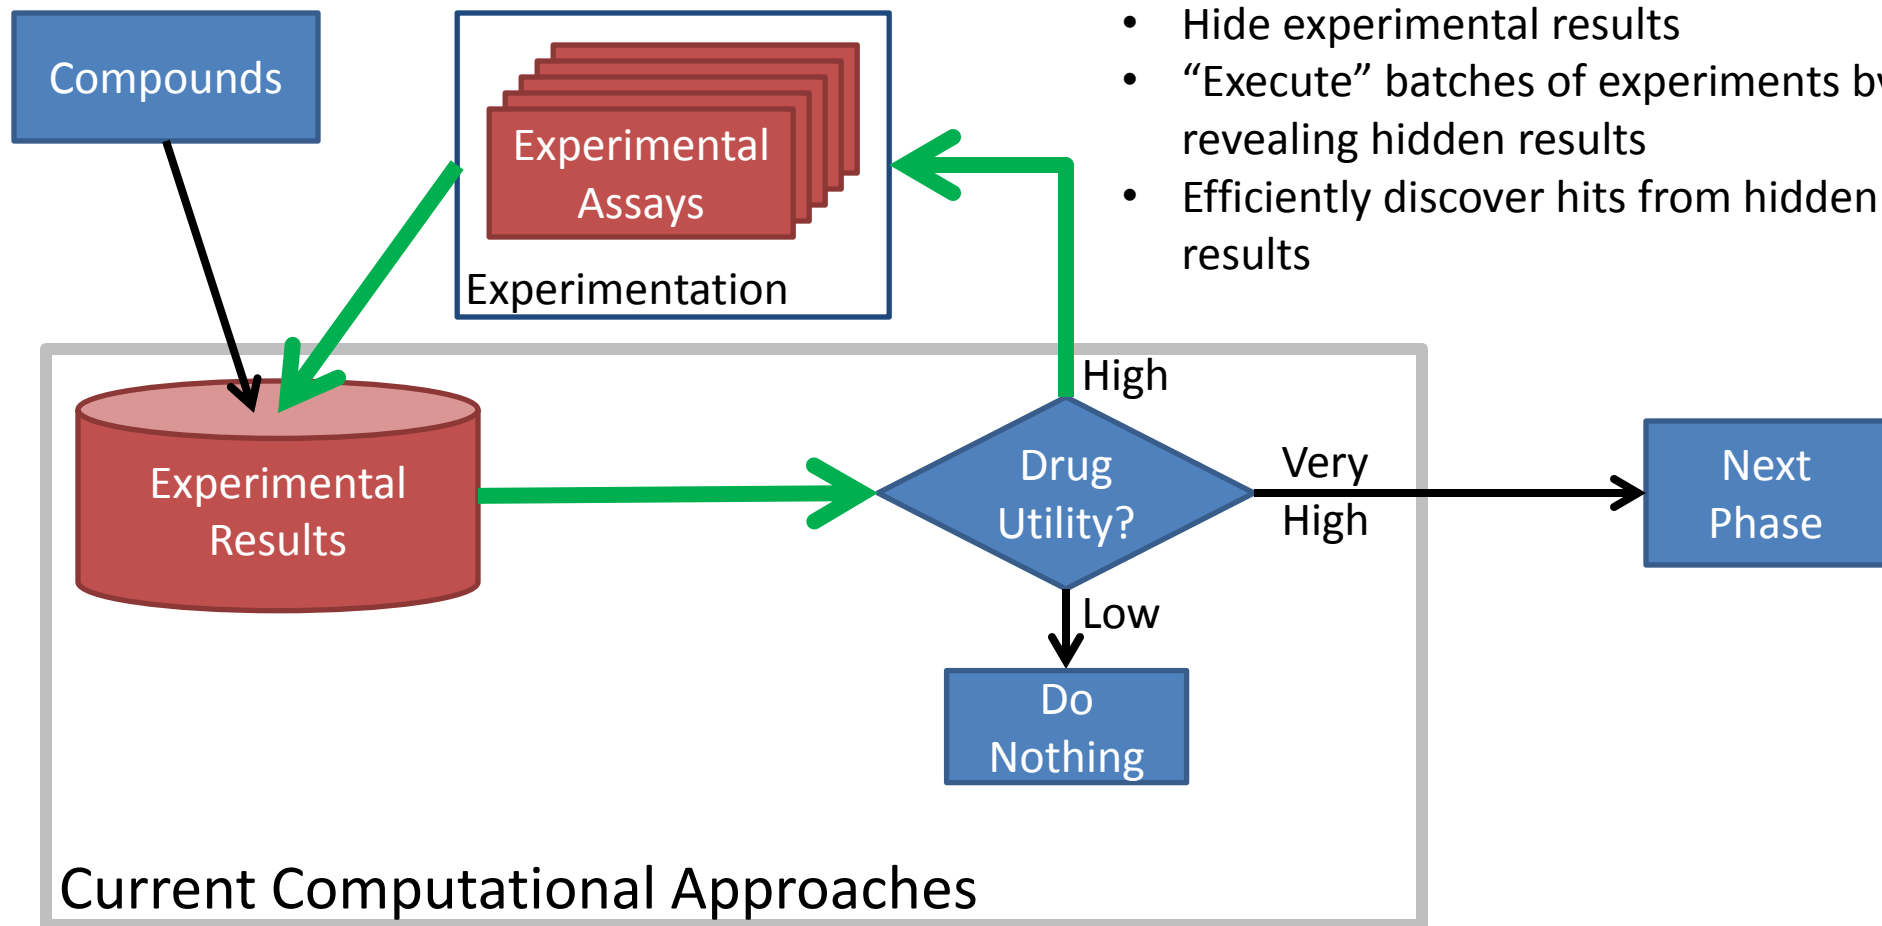 Compounds
Experimental
Assays
Experimentation
• Hide experimental results
• “Execute” batches of experiments by
revealing hidden results
• Efficiently discover hits from hidden
results
High
Experimental
Results
Drug
Utility?
Very
High
Next
Phase
Low
Do
Nothing
Current Computational Approaches